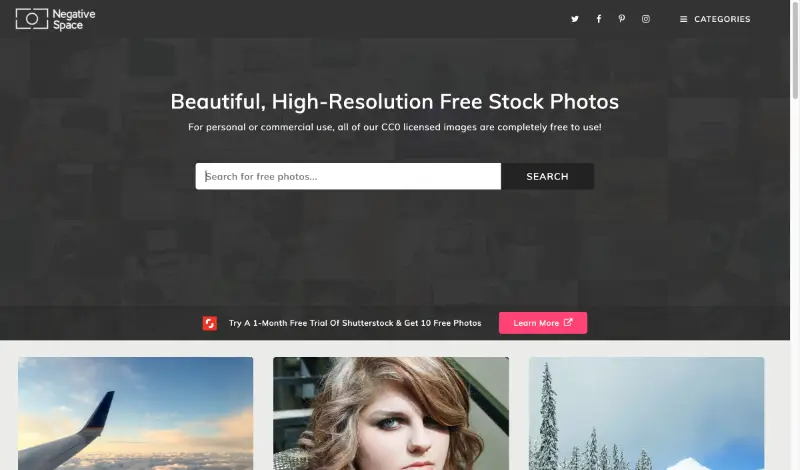 Negative
Space
CATEGORIES
Beautiful, High-Resolution Free Stock Photos
For personal or commercial use, all of our CC0 licensed images are completely free to use!
Search for free photos...
SEARCH
Try A 1-Month Free Trial Of Shutterstock & Get 10 Free Photos
Learn More